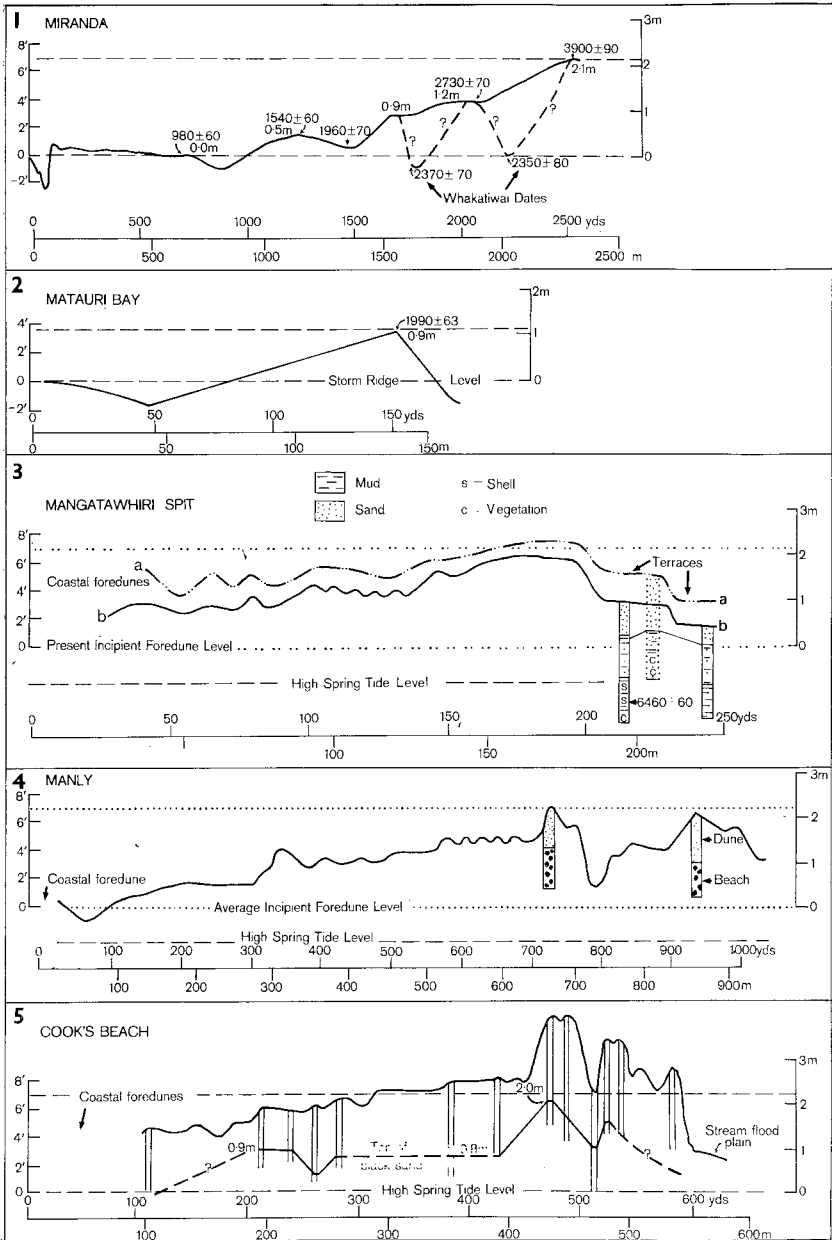 1 MIRANDA
3m
8'
6'
4'
2'
0
-2'
3900±90
2.1m
2730±70
1.2m
0.9m
1540±60
0.5m
1960±70
980±60
0.0m
?
?
?
?
2370±70
2350±80
Whakatiwai Dates
2
1
0
0 1000 1500 2000 2500 yds
0 500 1000 1500 2000 2500 m
2 MATAURI BAY
2m
4'
2'
0
-2'
1990±63
0.9m
1
0
Storm Ridge Level
0 50 100 150 yds
0 50 100 150m
3 MANGATAWHIRI SPIT
Mud
Sand
s - Shell
c - Vegetation
3m
8'
6'
4'
2'
0
a
b
Coastal foredunes
Terraces
a
b
2
1
0
Present Incipient Foredune Level
High Spring Tide Level
S
S
C
C
C
6460 60
0 50 100 150 200 250yds
100 150 200m
4 MANLY
3m
8'
6'
4'
2'
0
Coastal foredune
Dune
Beach
2
1
0
Average Incipient Foredune Level
High Spring Tide Level
0 100 200 300 400 500 600 700 800 900 1000yds
100 200 300 400 500 600 700 800 900m
5 COOK'S BEACH
3m
8'
6'
4'
2'
0
Coastal foredunes
2.0m
0.9m
Top of
black sand
0.8m
?
?
Stream flood
plain
2
1
0
High Spring Tide Level
100 100 200 300 400 500 600 yds
100 200 300 400 500 600m